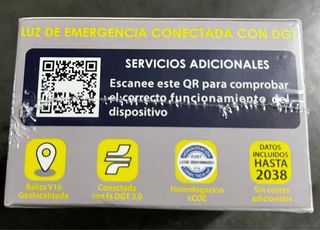 LUZ DE EMERGENCIA CONECTADA CON DGT
SERVICIOS ADICIONALES
Escanee este QR para comprobar
el correcto funcionamiento del
dispositivo
Baliza V16
Geolocalizada
Conectada
con la DGT 3.0
Homologación
LCOE
DATOS
INCLUIDOS
HASTA
2038
Sin costes
adicionales